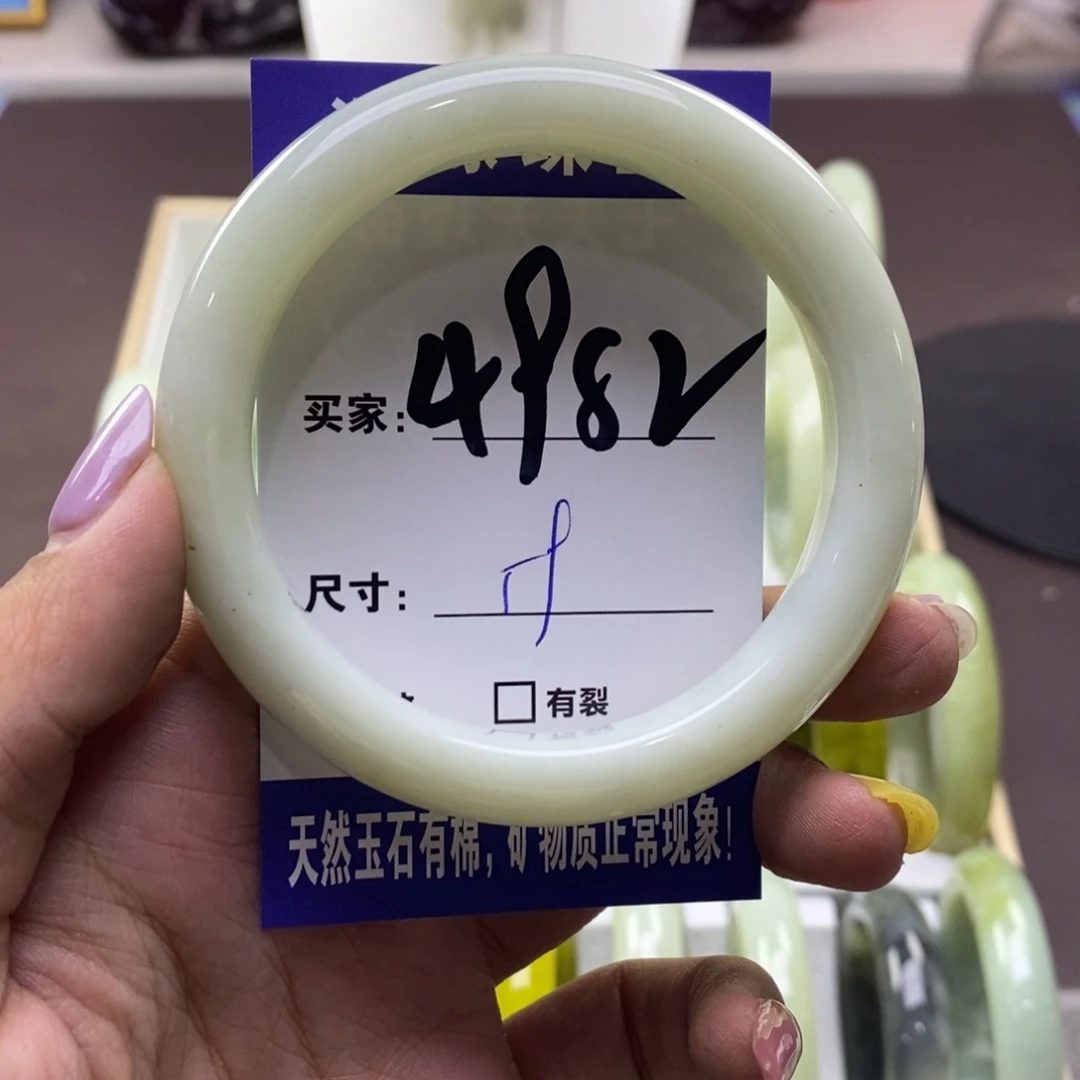 买家: 4982
尺寸:
有裂
天然玉石有棉, 矿物质正常现象!